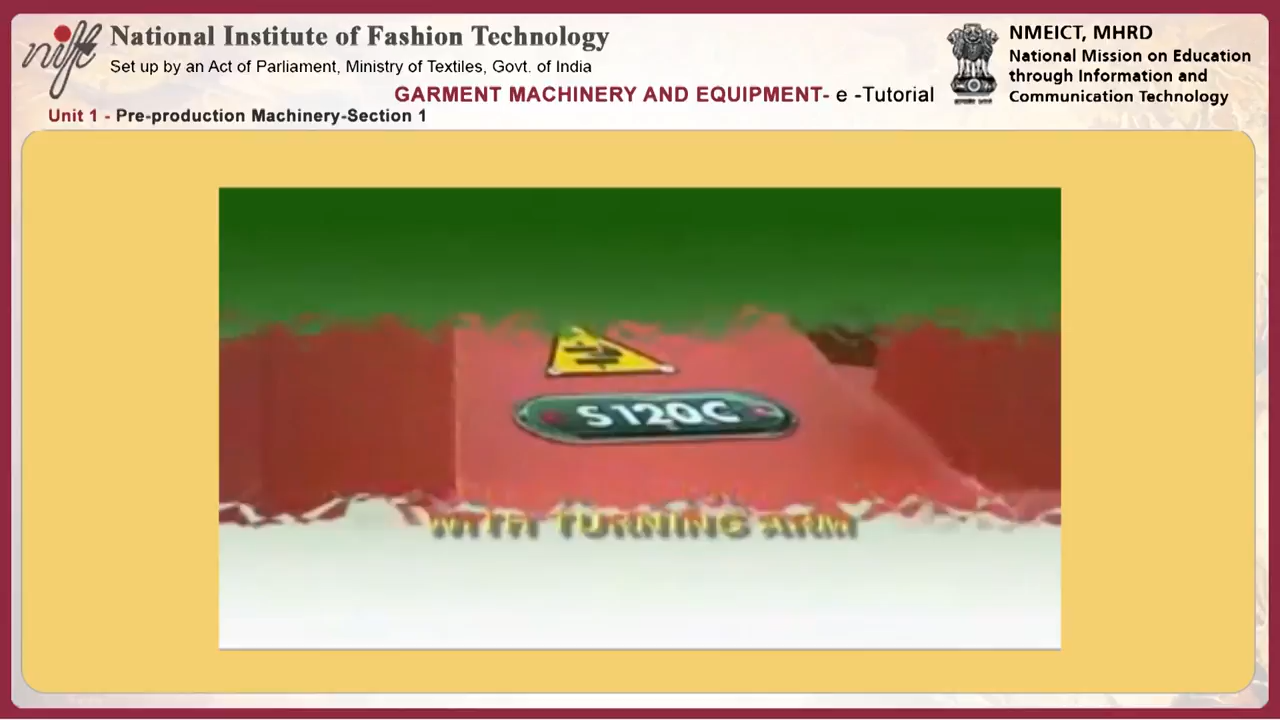 nift
National Institute of Fashion Technology
Set up by an Act of Parliament, Ministry of Textiles, Govt. of India
GARMENT MACHINERY AND EQUIPMENT- e -Tutorial
Unit 1 - Pre-production Machinery-Section 1
NMEICT, MHRD
National Mission on Education
through Information and
Communication Technology
S120C
WITH TURNING ARM